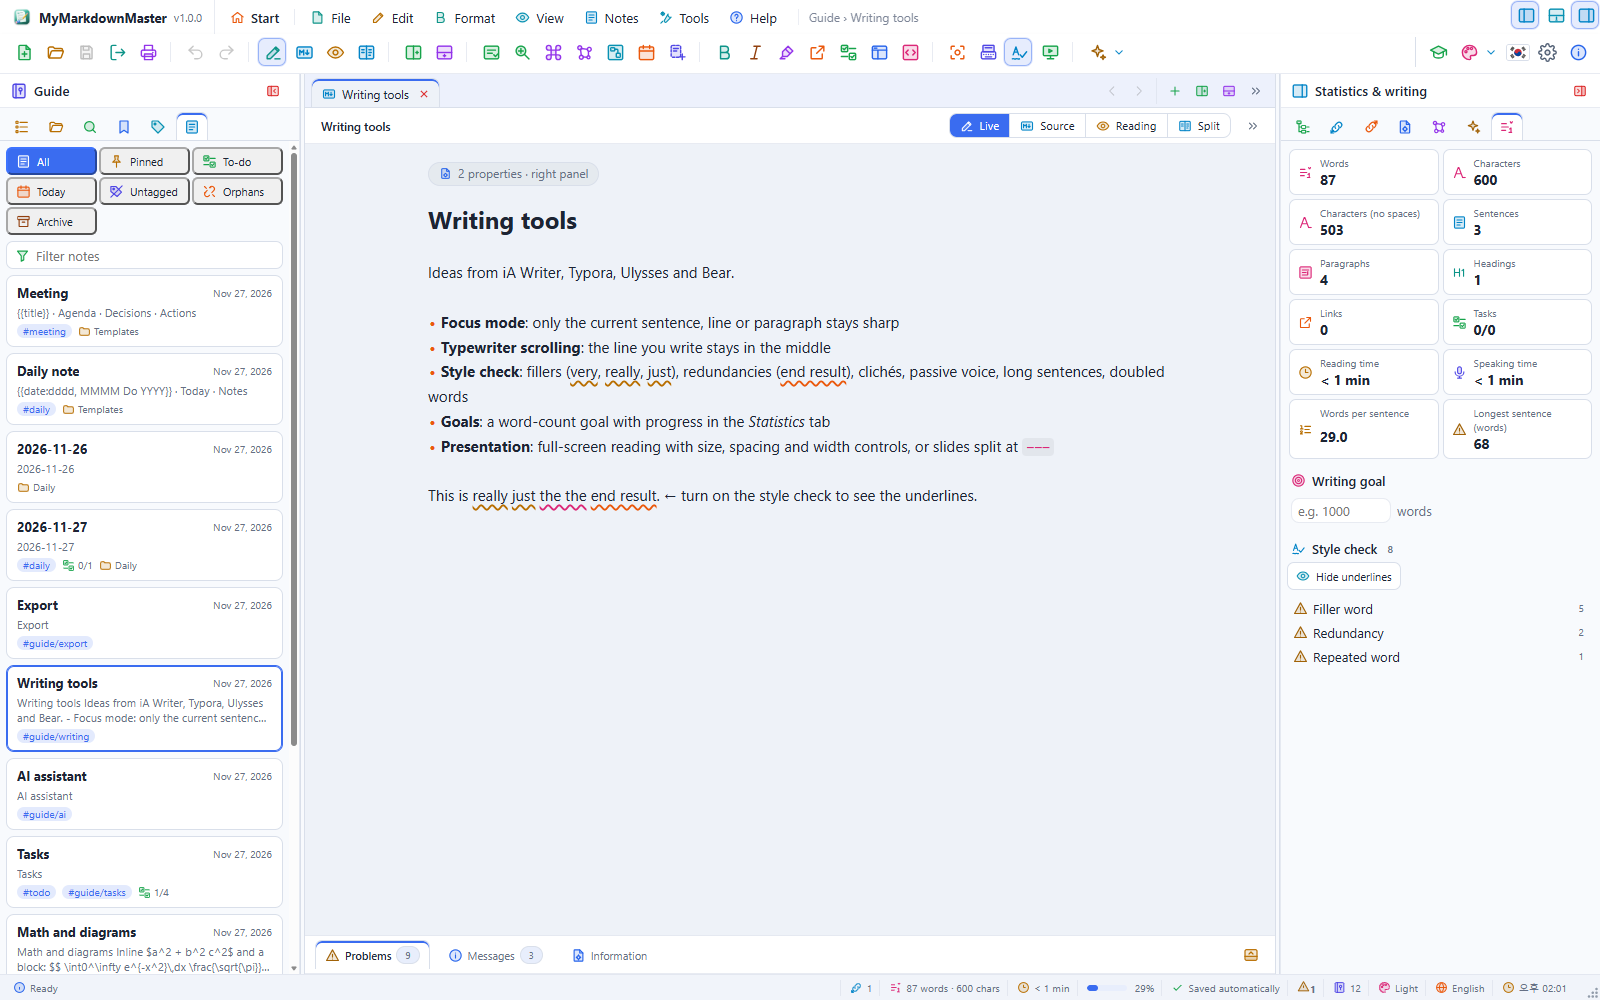 MyMarkdownMaster v1.0.0
Start
File
Edit
Format
View
Notes
Tools
Help
Guide › Writing tools
Guide
All
Pinned
To-do
Today
Untagged
Orphans
Archive
Filter notes
Meeting
Nov 27, 2026
{{title}} · Agenda · Decisions · Actions
#meeting
Templates
Daily note
Nov 27, 2026
{{date:dddd, MMMM Do YYYY}} · Today · Notes
#daily
Templates
2026-11-26
Nov 27, 2026
2026-11-26
Daily
2026-11-27
Nov 27, 2026
2026-11-27
#daily
0/1
Daily
Export
Nov 27, 2026
Export
#guide/export
Writing tools
Nov 27, 2026
Writing tools Ideas from iA Writer, Typora, Ulysses
and Bear. - Focus mode: only the current sentenc...
#guide/writing
AI assistant
Nov 27, 2026
AI assistant
#guide/ai
Tasks
Nov 27, 2026
Tasks
#todo
#guide/tasks
1/4
Math and diagrams
Nov 27, 2026
Math and diagrams Inline $a^2 + b^2 c^2$ and a
block: $$ \int0^\infty e^{-x^2}\,dx \frac{\sqrt{\pi}}...
Writing tools
Writing tools
Live
Source
Reading
Split
2 properties · right panel
Writing tools
Ideas from iA Writer, Typora, Ulysses and Bear.
• Focus mode: only the current sentence, line or paragraph stays sharp
• Typewriter scrolling: the line you write stays in the middle
• Style check: fillers (very, really, just), redundancies (end result), clichés, passive voice, long sentences, doubled
words
• Goals: a word-count goal with progress in the Statistics tab
• Presentation: full-screen reading with size, spacing and width controls, or slides split at ---
This is really just the the end result. ← turn on the style check to see the underlines.
Problems 9
Messages 3
Information
Statistics & writing
Words
87
Characters
600
Characters (no spaces)
503
Sentences
3
Paragraphs
4
H1
Headings
1
Links
0
Tasks
0/0
Reading time
< 1 min
Speaking time
< 1 min
Words per sentence
29.0
Longest sentence
(words)
68
Writing goal
e.g. 1000
words
Style check 8
Hide underlines
Filler word 5
Redundancy 2
Repeated word 1
Ready
1
87 words · 600 chars
< 1 min
29%
Saved automatically
1
12
Light
English
오후 02:01